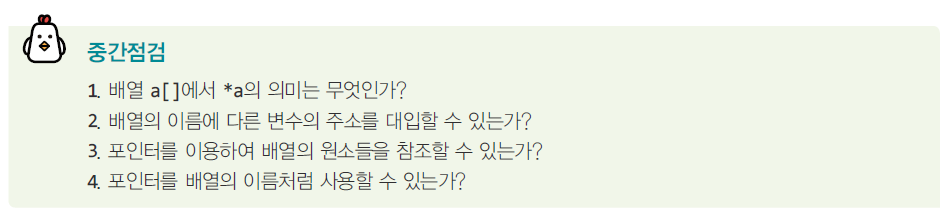 중간점검
1. 배열 a[]에서 *a의 의미는 무엇인가?
2. 배열의 이름에 다른 변수의 주소를 대입할 수 있는가?
3. 포인터를 이용하여 배열의 원소들을 참조할 수 있는가?
4. 포인터를 배열의 이름처럼 사용할 수 있는가?